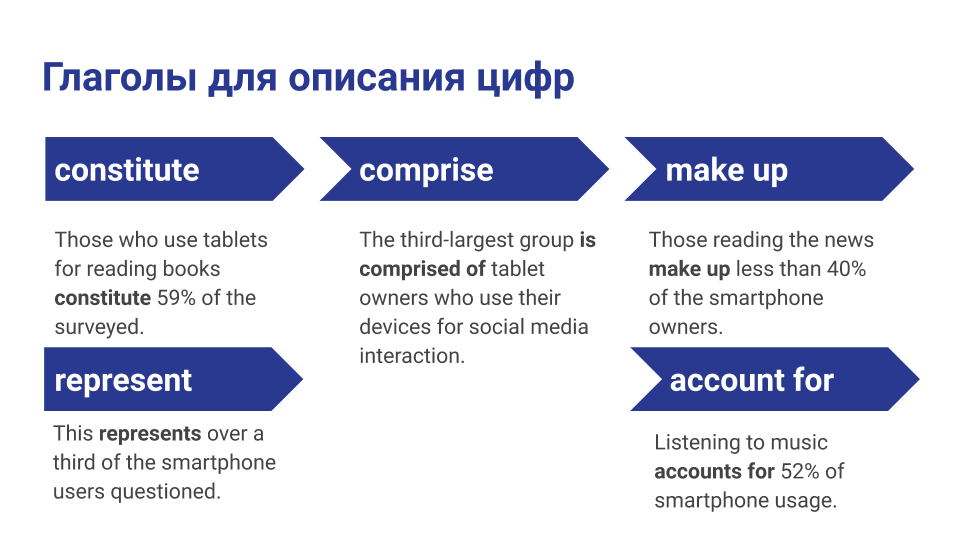 Глаголы для описания цифр
constitute
comprise
make up
Those who use tablets
for reading books
constitute 59% of the
surveyed.
The third-largest group is
comprised of tablet
owners who use their
devices for social media
interaction.
Those reading the news
make up less than 40%
of the smartphone
owners.
represent
account for
This represents over a
third of the smartphone
users questioned.
Listening to music
accounts for 52% of
smartphone usage.